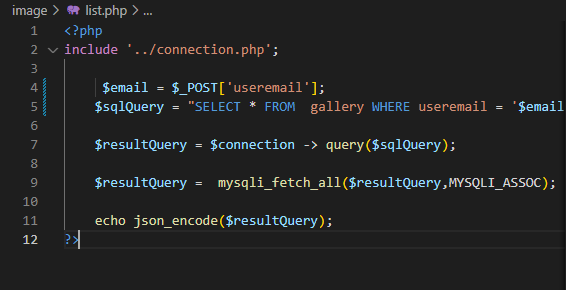 image > list.php > ...
1 <?php
2 include '../connection.php';
3
4 $email = $_POST['useremail'];
5 $sqlQuery = "SELECT * FROM  gallery WHERE useremail = '$email
6
7 $resultQuery = $connection -> query($sqlQuery);
8
9 $resultQuery =  mysqli_fetch_all($resultQuery,MYSQLI_ASSOC);
10
11 echo json_encode($resultQuery);
12 ?>